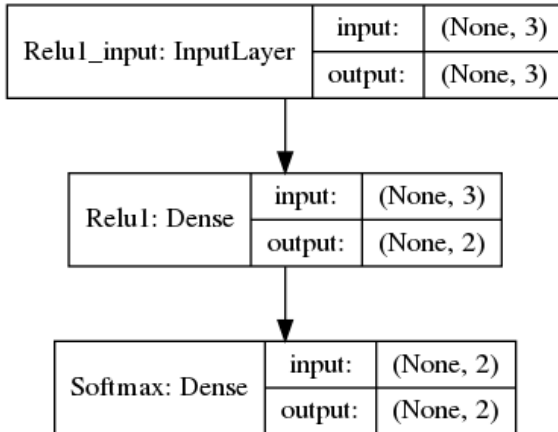 Relu1_input: InputLayer
input:
(None, 3)
output:
(None, 3)
Relu1: Dense
input:
(None, 3)
output:
(None, 2)
Softmax: Dense
input:
(None, 2)
output:
(None, 2)